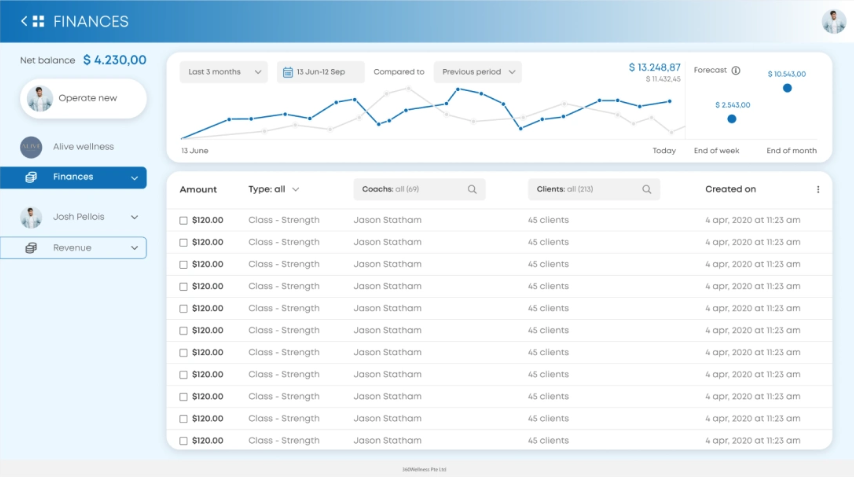 FINANCES
Net balance $ 4.230,00
Operate new
Alive wellness
Finances
Josh Pellois
Revenue
Last 3 months 13 Jun-12 Sep Compared to Previous period
$ 13.248,87
$ 11.432,45
Forecast
$ 10.543,00
$ 2.543,00
13 June Today End of week End of month
Amount Type: all Coachs: all (69) Clients: all (213) Created on
$120.00 Class - Strength Jason Statham 45 clients 4 apr, 2020 at 11:23 am
$120.00 Class - Strength Jason Statham 45 clients 4 apr, 2020 at 11:23 am
$120.00 Class - Strength Jason Statham 45 clients 4 apr, 2020 at 11:23 am
$120.00 Class - Strength Jason Statham 45 clients 4 apr, 2020 at 11:23 am
$120.00 Class - Strength Jason Statham 45 clients 4 apr, 2020 at 11:23 am
$120.00 Class - Strength Jason Statham 45 clients 4 apr, 2020 at 11:23 am
$120.00 Class - Strength Jason Statham 45 clients 4 apr, 2020 at 11:23 am
$120.00 Class - Strength Jason Statham 45 clients 4 apr, 2020 at 11:23 am
$120.00 Class - Strength Jason Statham 45 clients 4 apr, 2020 at 11:23 am
$120.00 Class - Strength Jason Statham 45 clients 4 apr, 2020 at 11:23 am
$120.00 Class - Strength Jason Statham 45 clients 4 apr, 2020 at 11:23 am
360Wellness Pte Ltd